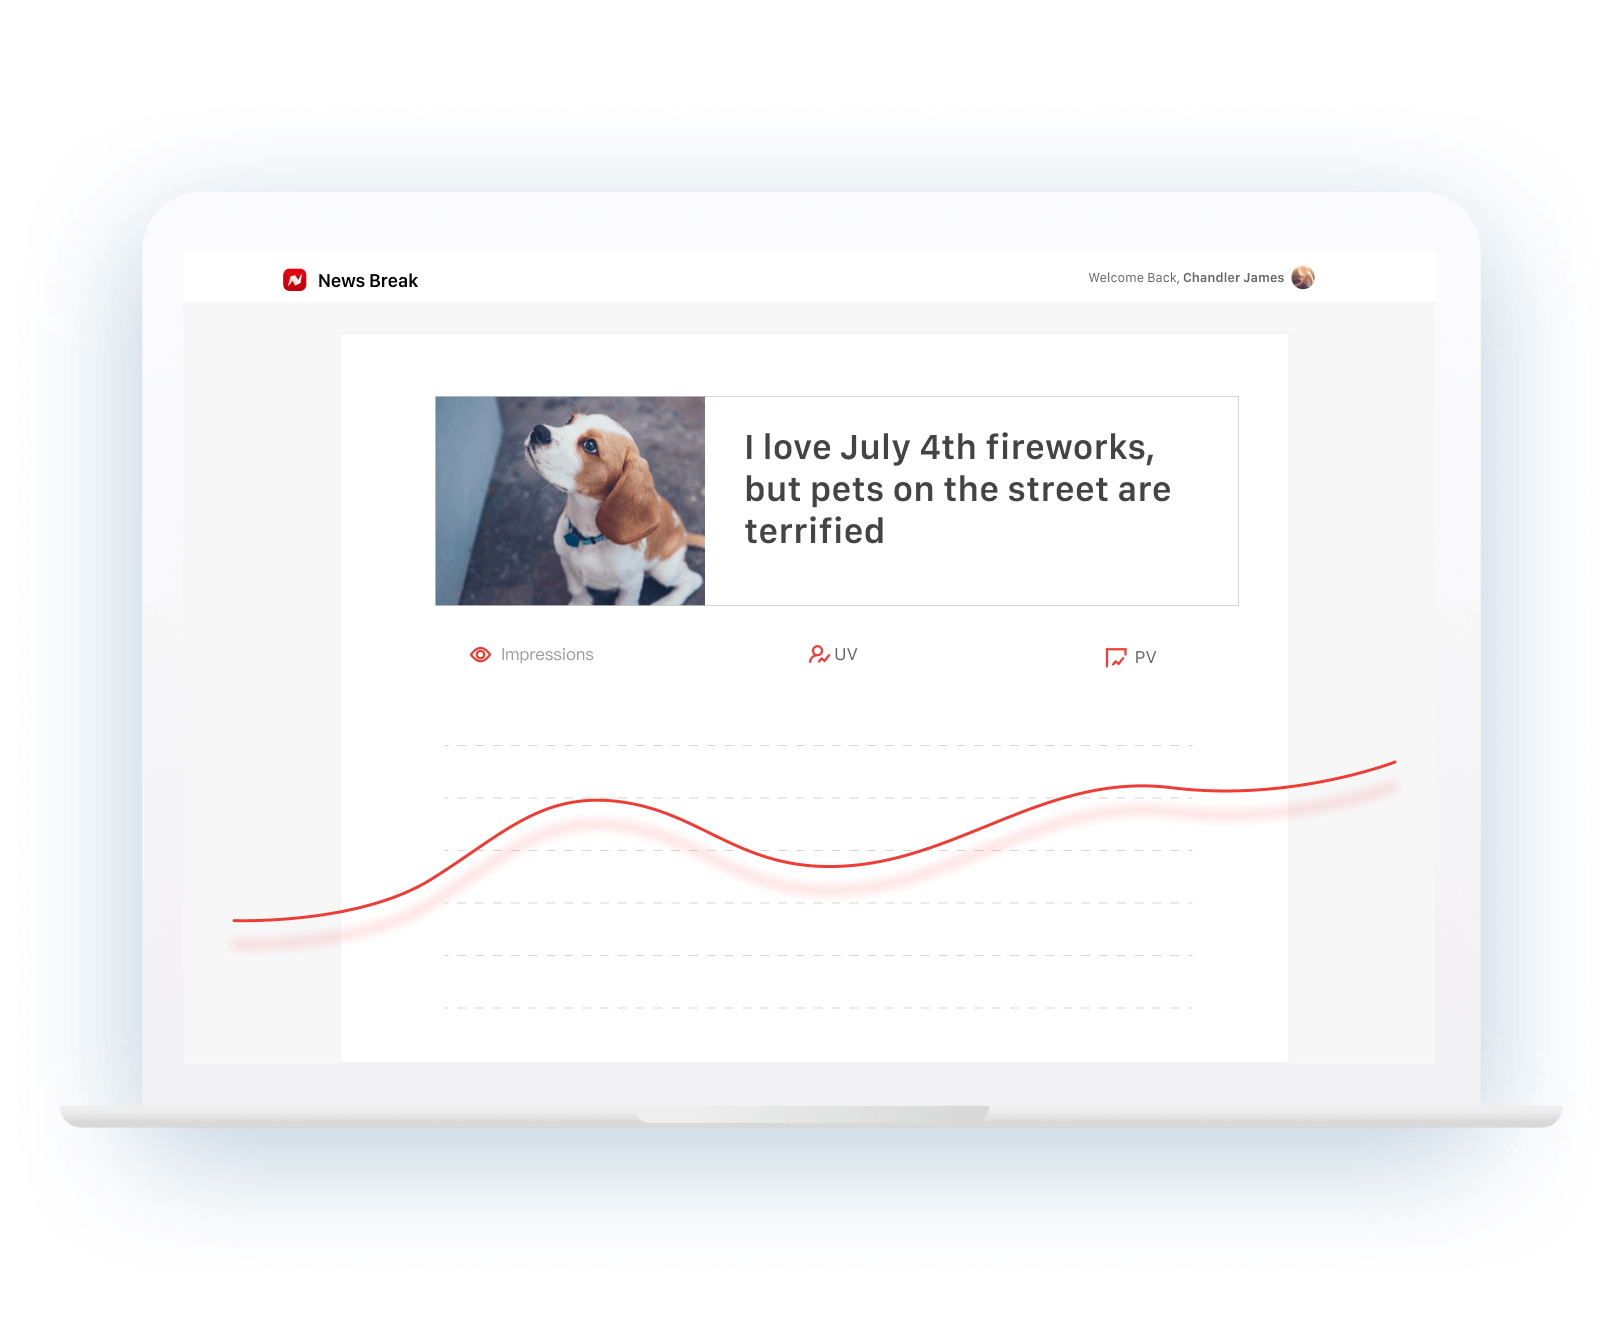 News Break
Welcome Back, Chandler James
I love July 4th fireworks,
but pets on the street are
terrified
Impressions
UV
PV